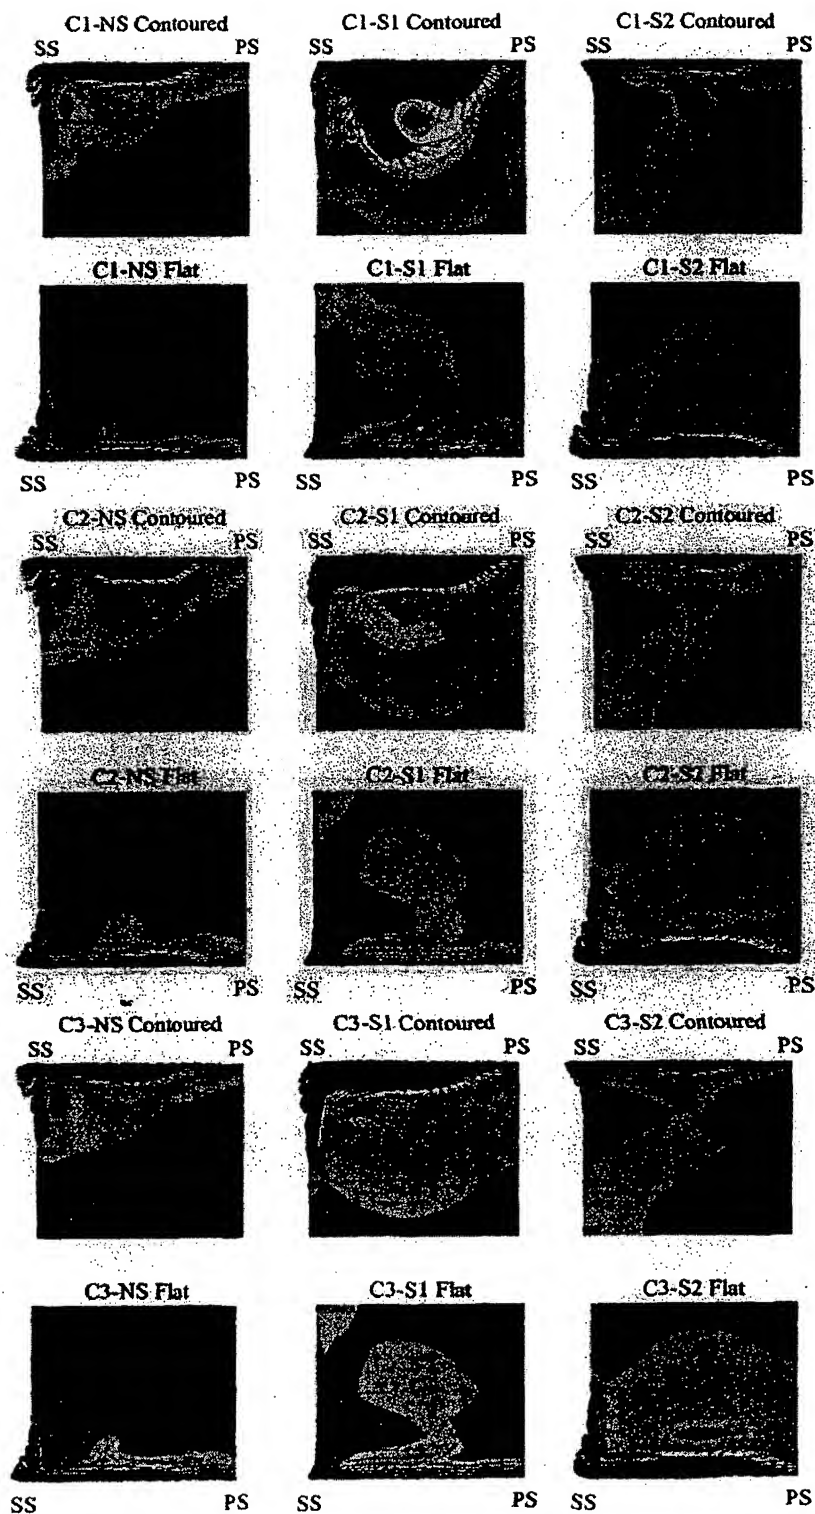 C1-NS Contoured C1-S1 Contoured C1-S2 Contoured
SS PS SS PS SS PS
C1-NS Flat C1-S1 Flat C1-S2 Flat
SS PS SS PS SS PS
C2-NS Contoured C2-S1 Contoured C2-S2 Contoured
SS PS SS PS SS PS
C2-NS Flat C2-S1 Flat C2-S2 Flat
SS PS SS PS SS PS
C3-NS Contoured C3-S1 Contoured C3-S2 Contoured
SS PS SS PS SS PS
C3-NS Flat C3-S1 Flat C3-S2 Flat
SS PS SS PS SS PS